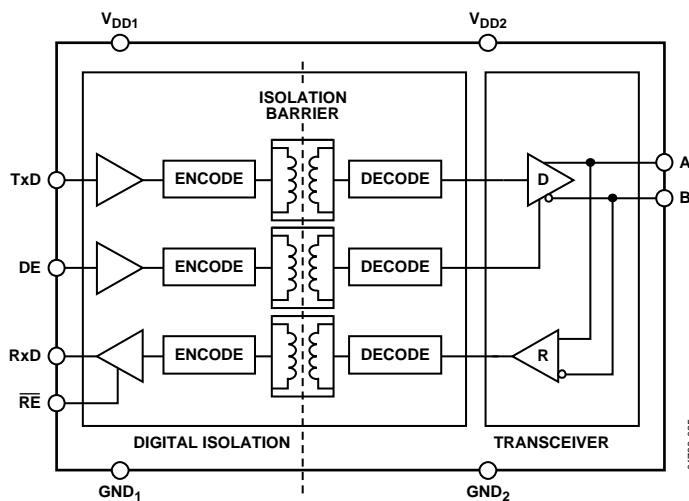 VDD1 VDD2
ISOLATION
BARRIER
TxD ENCODE DECODE D A
B
DE ENCODE DECODE
RxD ENCODE DECODE R
RE
DIGITAL ISOLATION TRANSCEIVER
GND1 GND2